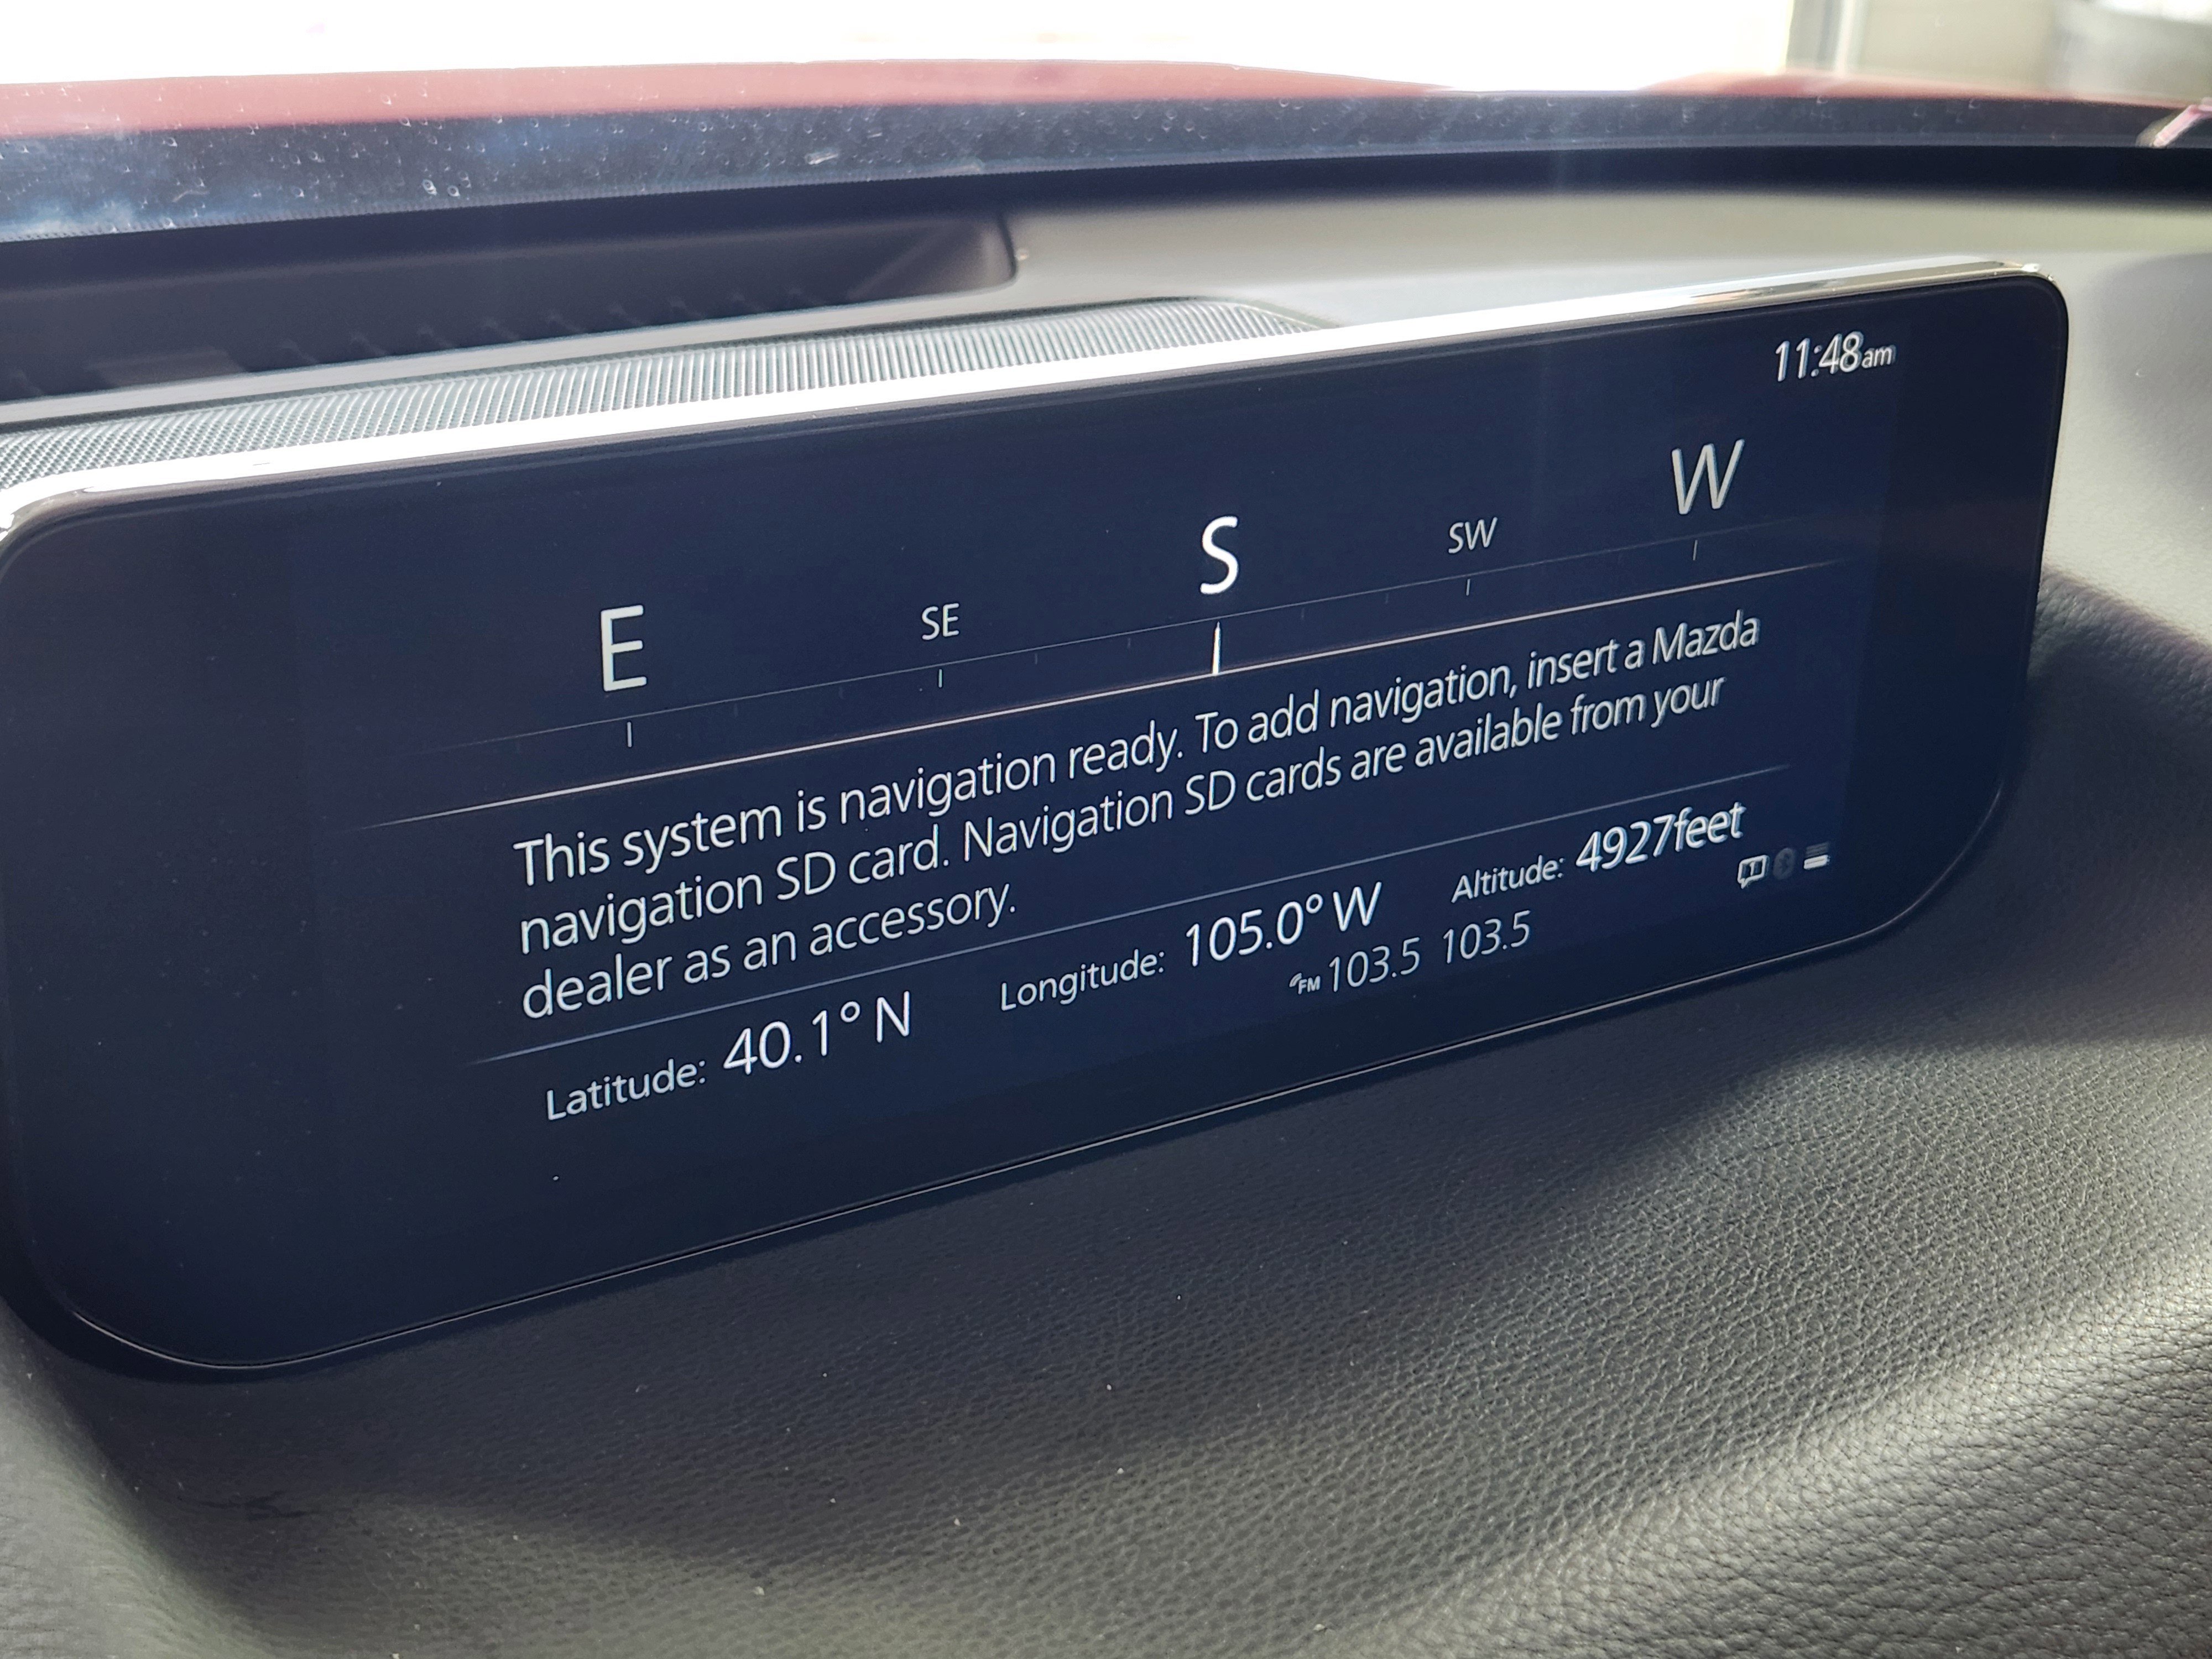 11:48am
E SE S SW W
This system is navigation ready. To add navigation, insert a Mazda
navigation SD card. Navigation SD cards are available from your
dealer as an accessory.
Latitude: 40.1° N Longitude: 105.0° W Altitude: 4927feet
FM 103.5 103.5